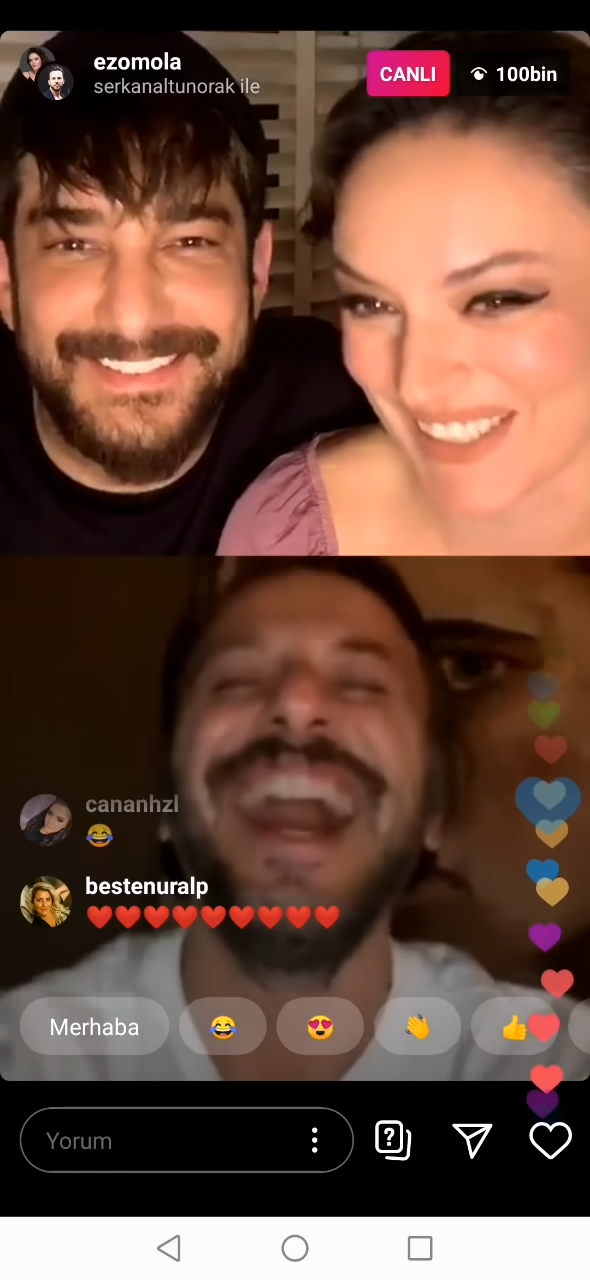 ezomola
serkanaltunorak ile
CANLI
100bin
cananhzl
😂
bestenuralp
❤️❤️❤️❤️❤️❤️❤️❤️❤️
Merhaba
Yorum